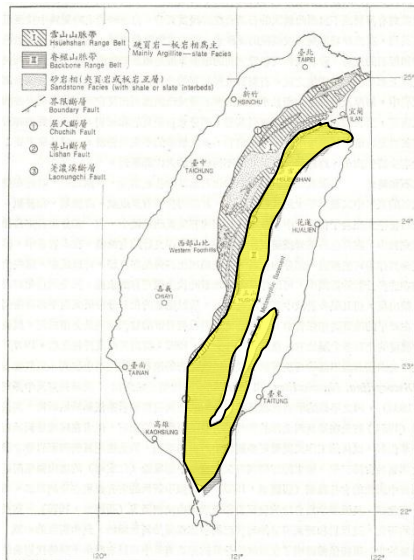 I
雪山山脈帶
Hsuehshan Range Belt
II
脊樑山脈帶
Backbone Range Belt
硬頁岩－板岩相爲主
Mainly Argillite—slate Facies
砂岩相(夾頁岩或板岩互層)
Sandstone Facies (with shale or slate interbeds)
界限斷層
Boundary Fault
① 屈尺斷層
Chuchih Fault
② 梨山斷層
Lishan Fault
③ 荖濃溪斷層
Laonungchi Fault
臺北
TAIPEI
25°
新竹
HSINCHU
宜蘭
ILAN
I
臺中
TAICHUNG
24°
花蓮
HUALIEN
西部山地
Western Foothills
II
嘉義
CHIAYI
Metamorphic Basement
23°
臺南
TAINAN
臺東
TAITUNG
高雄
KAOHSIUNG
22°
120°
121°
122°